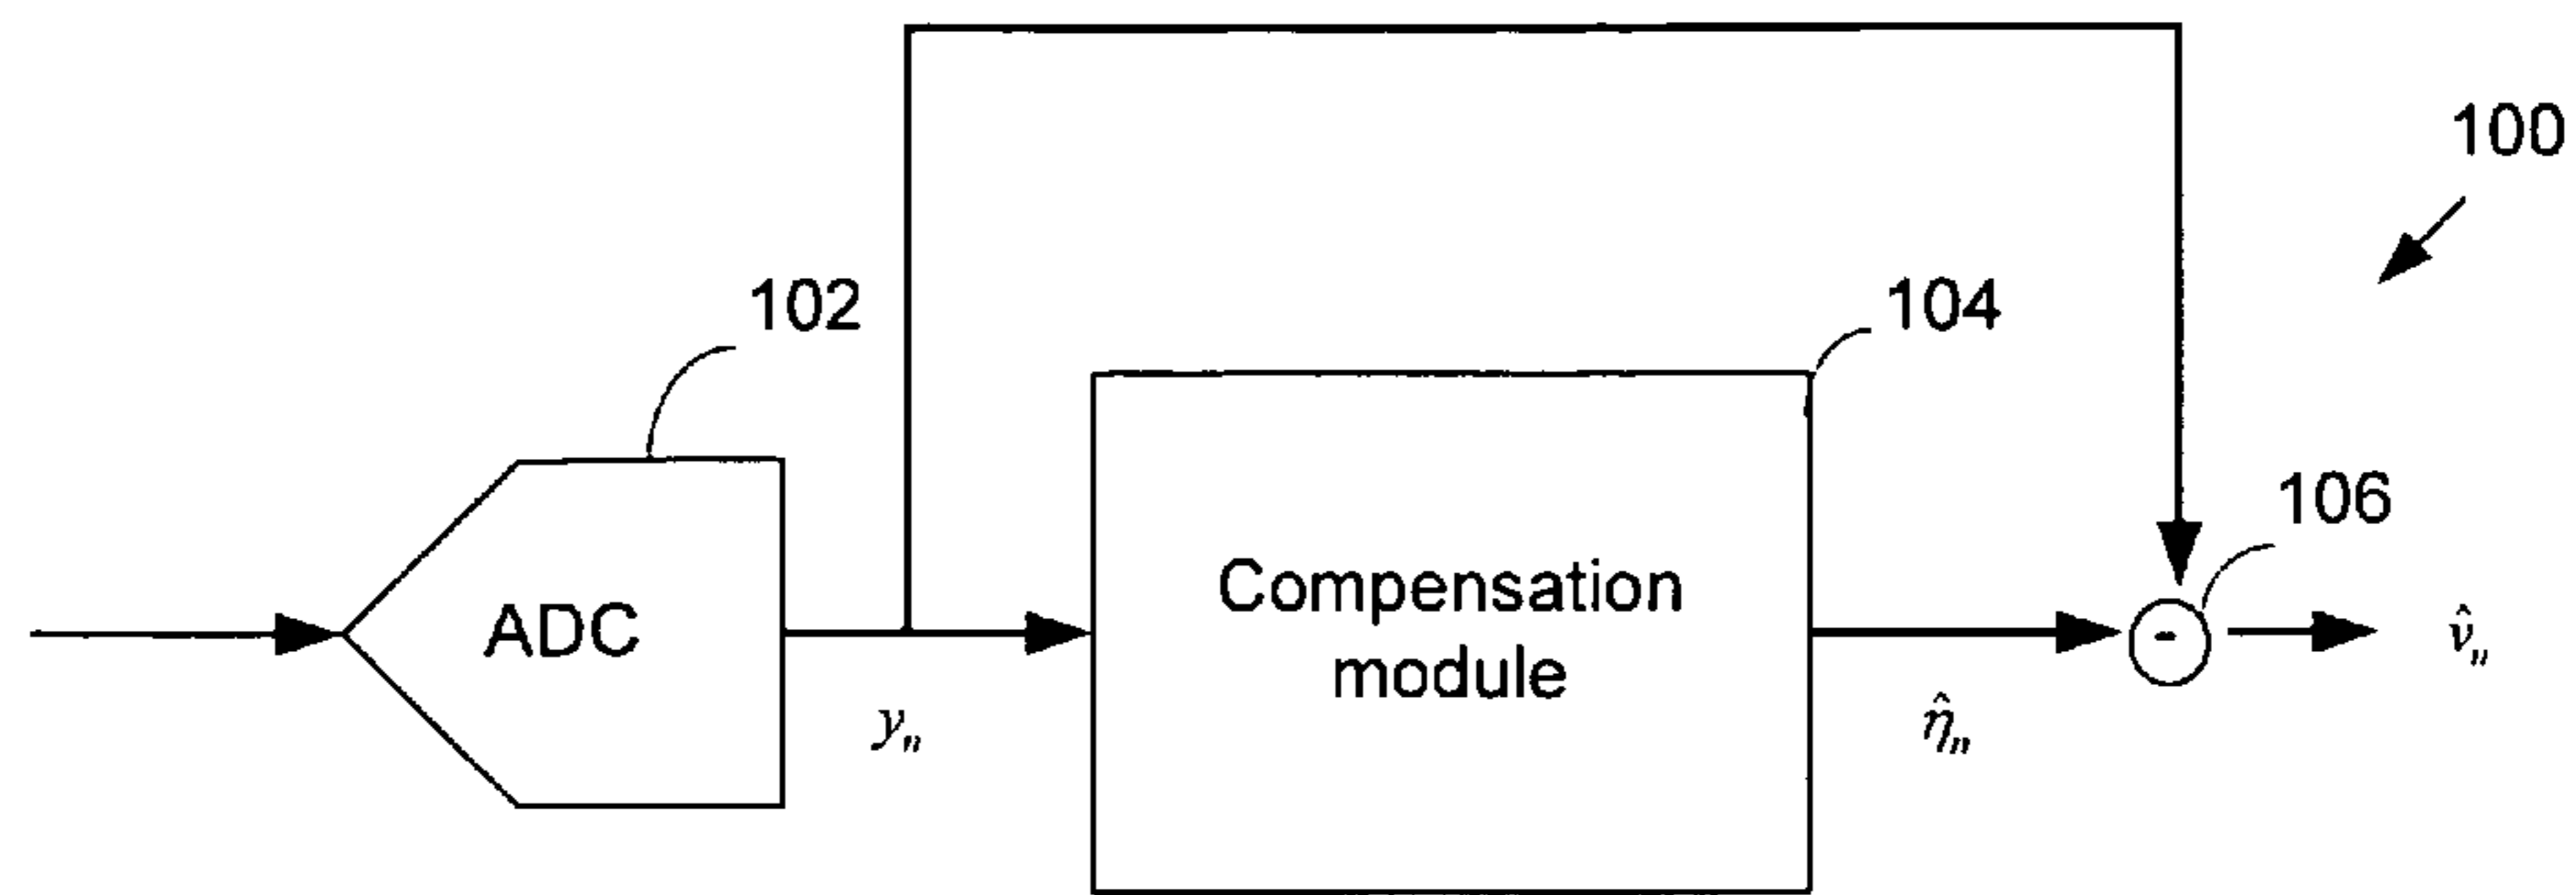 100
102
104
106
ADC
Compensation
module
-
yₙ
η̂ₙ
v̂ₙ